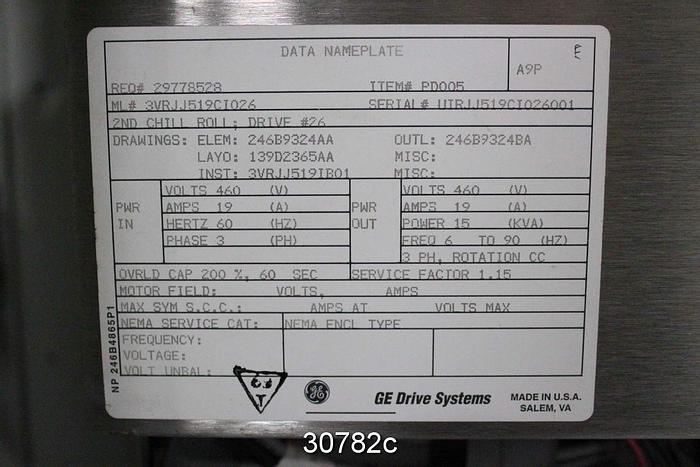 DATA NAMEPLATE
A9P
REQ# 29778528 ITEM# PD005
ML# 3VRJJ519CI026 SERIAL# UIRJJ519CI026001
2ND CHILL ROLL: DRIVE #26
DRAWINGS: ELEM: 246B9324AA OUTL: 246B9324BA
LAYO: 139D2365AA MISC:
INST: 3VRJJ519IB01 MISC:
PWR IN
VOLTS 460 (V)
AMPS 19 (A)
HERTZ 60 (HZ)
PHASE 3 (PH)
PWR OUT
VOLTS 460 (V)
AMPS 19 (A)
POWER 15 (KVA)
FREQ 6 TO 90 (HZ)
3 PH, ROTATION CC
OVRLD CAP 200 %, 60 SEC SERVICE FACTOR 1.15
MOTOR FIELD: VOLTS, AMPS
MAX SYM S.C.C.: AMPS AT VOLTS MAX
NEMA SERVICE CAT: NEMA ENCL TYPE
FREQUENCY:
VOLTAGE:
VOLT UNBAL:
NP 246B4865P1
T
GE
GE Drive Systems
MADE IN U.S.A.
SALEM, VA
30782c